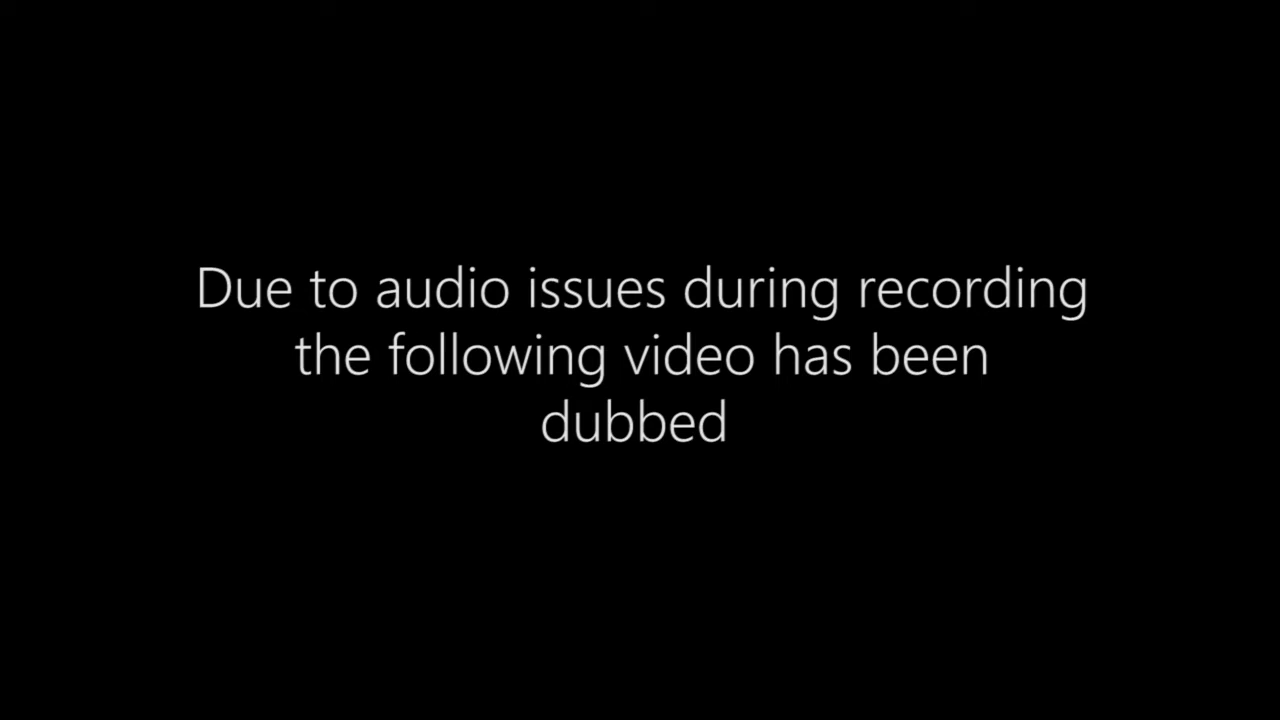 Due to audio issues during recording
the following video has been
dubbed